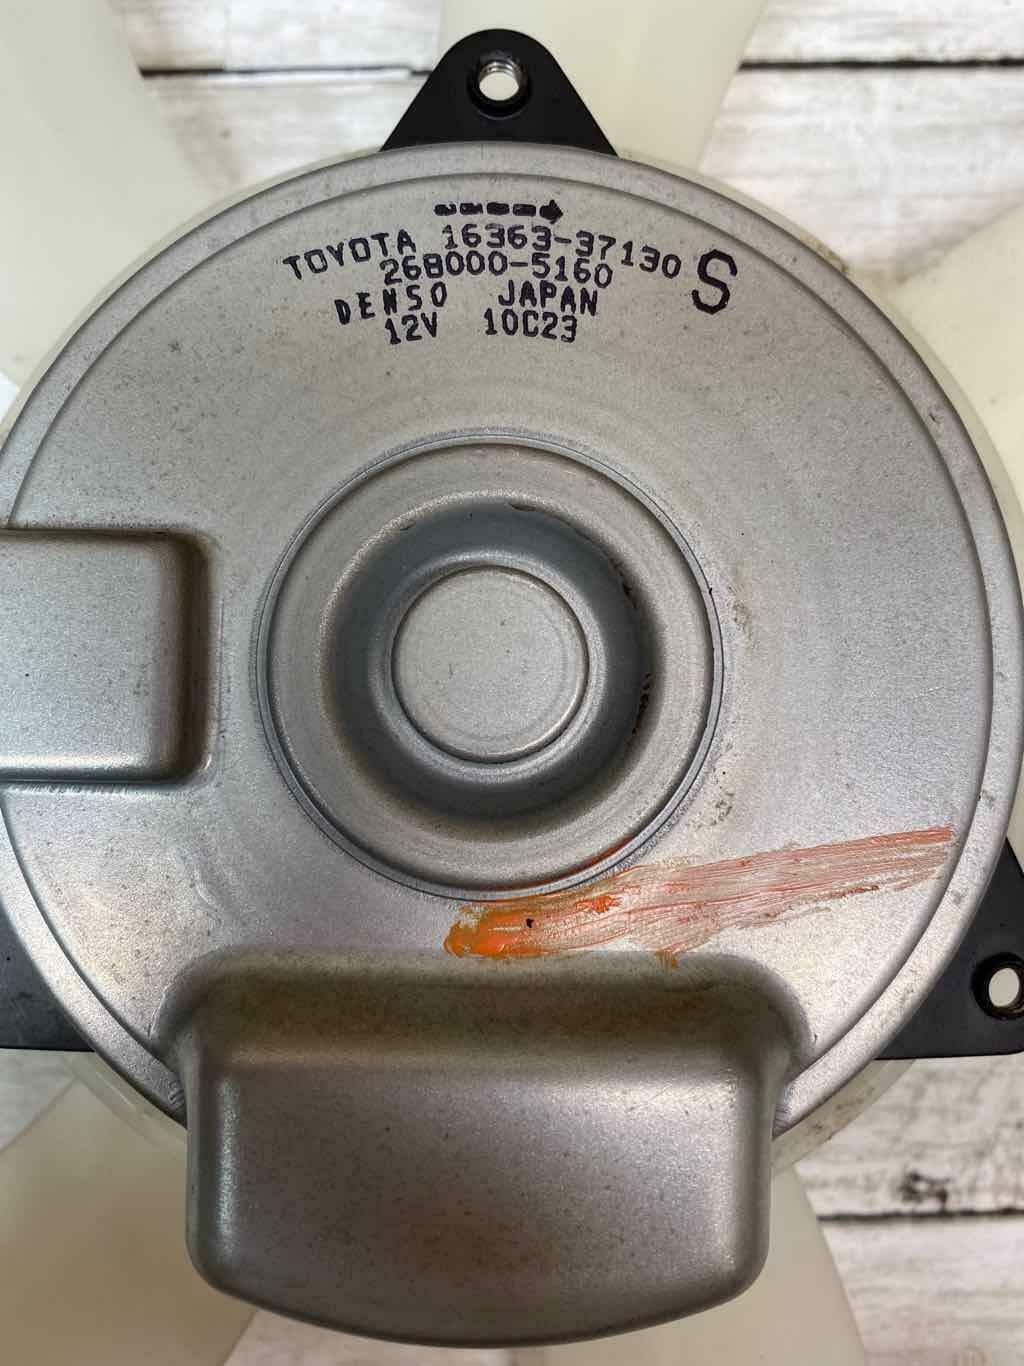 TOYOTA 16363-37130 S
268000-5160
DENSO JAPAN
12V 10C23